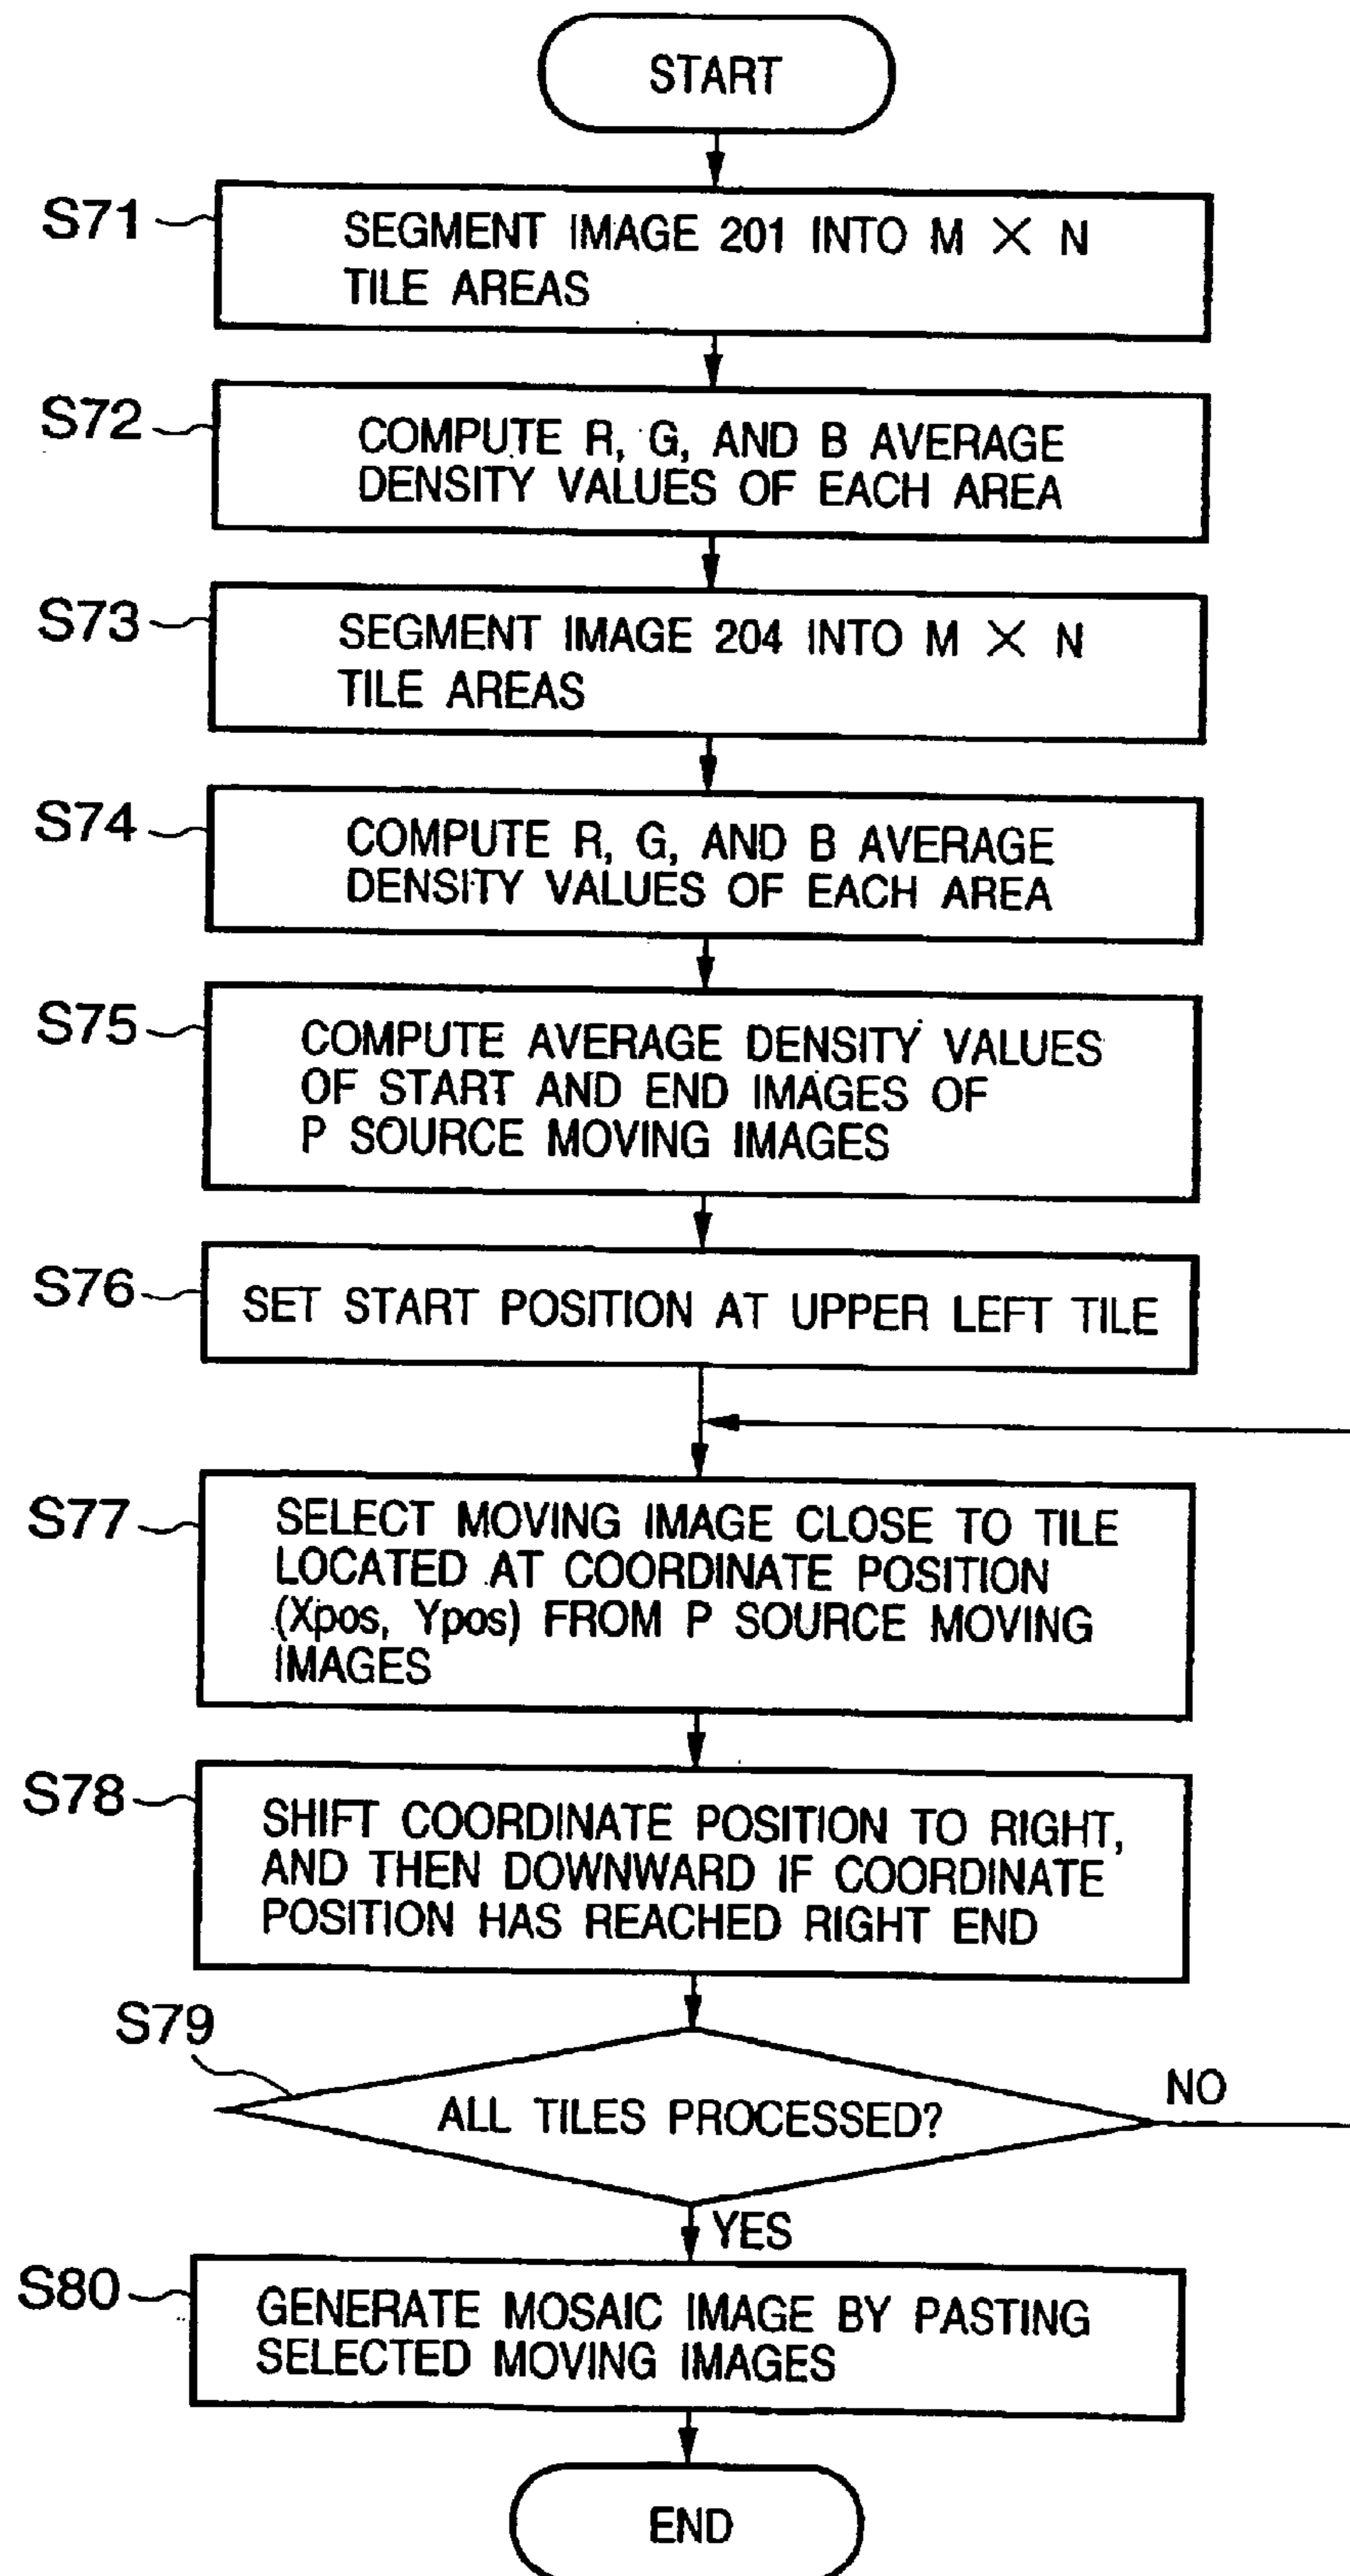 START
S71
SEGMENT IMAGE 201 INTO M × N
TILE AREAS
S72
COMPUTE R, G, AND B AVERAGE
DENSITY VALUES OF EACH AREA
S73
SEGMENT IMAGE 204 INTO M × N
TILE AREAS
S74
COMPUTE R, G, AND B AVERAGE
DENSITY VALUES OF EACH AREA
S75
COMPUTE AVERAGE DENSITY VALUES
OF START AND END IMAGES OF
P SOURCE MOVING IMAGES
S76
SET START POSITION AT UPPER LEFT TILE
S77
SELECT MOVING IMAGE CLOSE TO TILE
LOCATED AT COORDINATE POSITION
(Xpos, Ypos) FROM P SOURCE MOVING
IMAGES
S78
SHIFT COORDINATE POSITION TO RIGHT,
AND THEN DOWNWARD IF COORDINATE
POSITION HAS REACHED RIGHT END
S79
ALL TILES PROCESSED?
NO
YES
S80
GENERATE MOSAIC IMAGE BY PASTING
SELECTED MOVING IMAGES
END